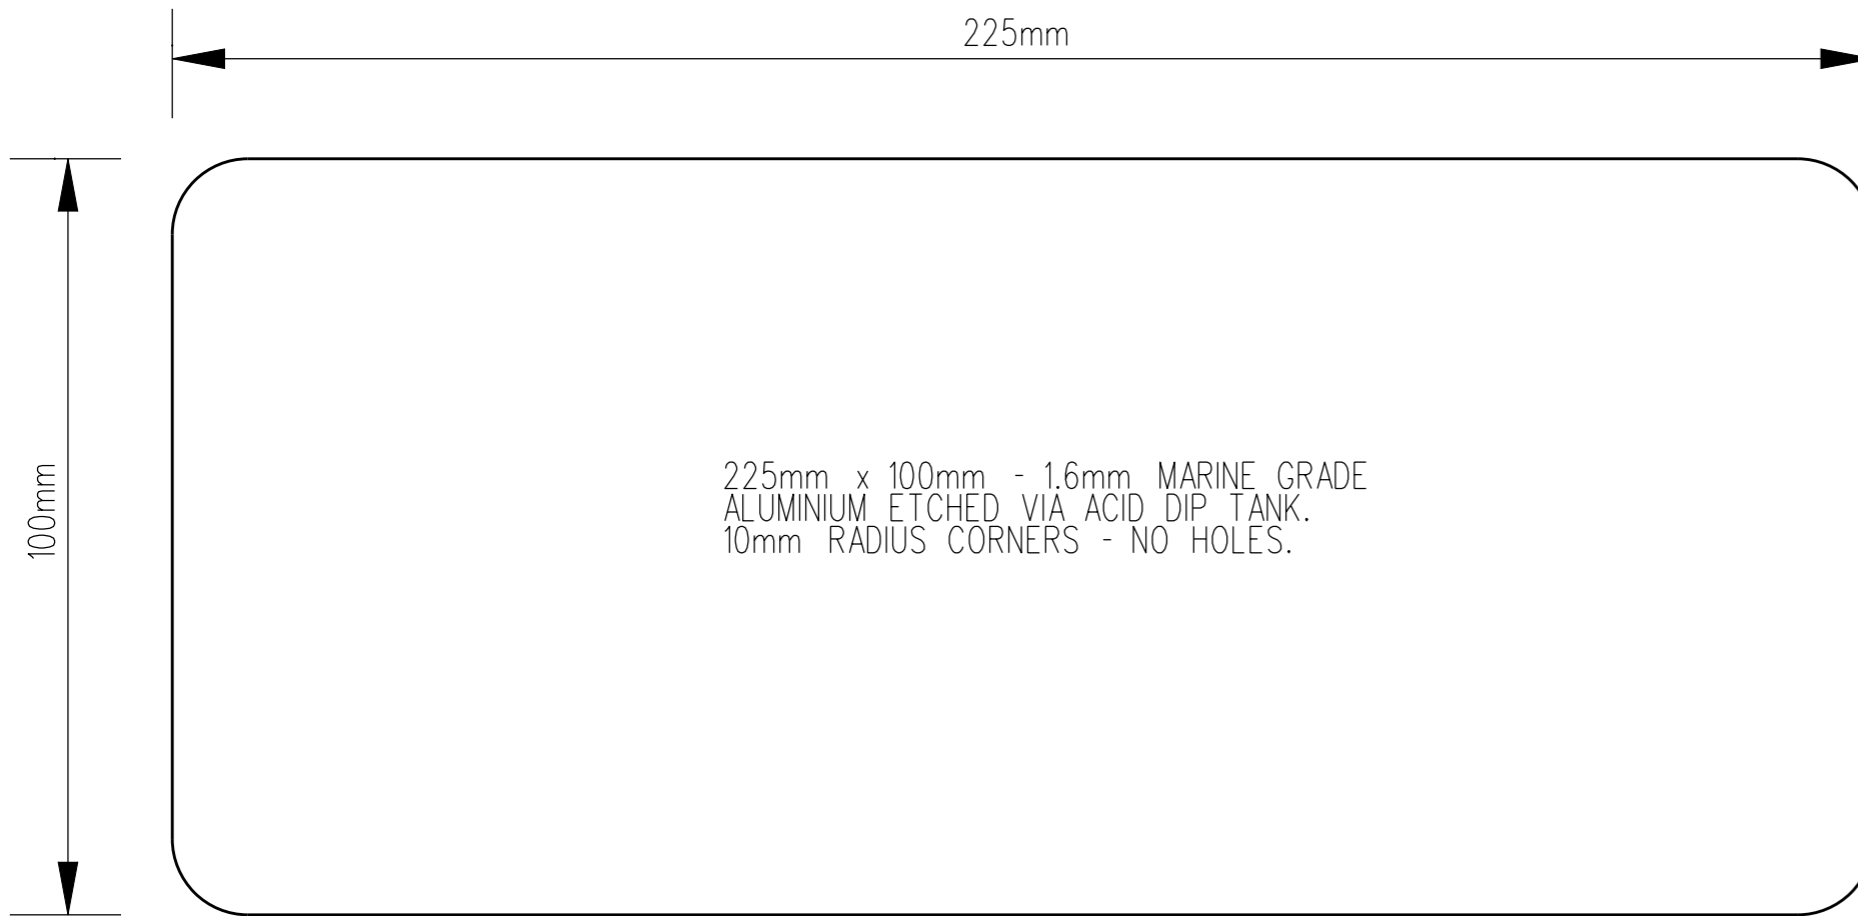 225mm
100mm
225mm x 100mm - 1.6mm MARINE GRADE
ALUMINIUM ETCHED VIA ACID DIP TANK.
10mm RADIUS CORNERS - NO HOLES.